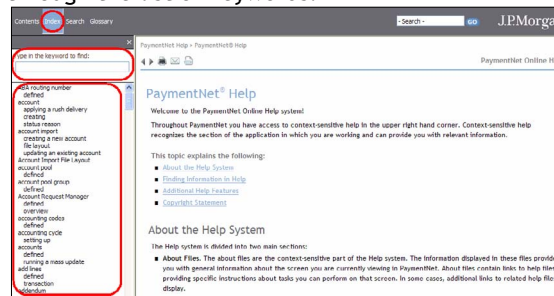 Contents Index Search Glossary
- Search -
GO
J.P.Morga
Type in the keyword to find:
ABA routing number
defined
account
applying a rush delivery
creating
status reason
account import
creating a new account
file layout
updating an existing account
Account Import File Layout
account pool
defined
account pool group
defined
Account Request Manager
defined
overview
accounting codes
defined
accounting cycle
setting up
accounts
defined
running a mass update
add lines
defined
transaction
addendum
PaymentNet Help > PaymentNet® Help
PaymentNet Online H
PaymentNet® Help
Welcome to the PaymentNet Online Help system!
Throughout PaymentNet you have access to context-sensitive help in the upper right hand corner. Context-sensitive help
recognizes the section of the application in which you are working and can provide you with relevant information.
This topic explains the following:
About the Help System
Finding Information in Help
Additional Help Features
Copyright Statement
About the Help System
The Help system is divided into two main sections:
About Files. The about files are the context-sensitive part of the Help system. The information displayed in these files provide
you with general information about the screen you are currently viewing in PaymentNet. About files contain links to help files
providing specific instructions about tasks you can perform on that screen. In some cases, additional links to related help files
display.